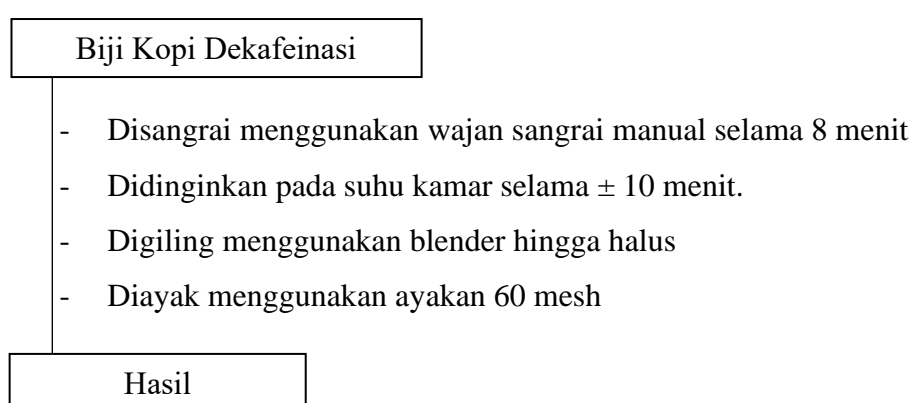 Biji Kopi Dekafeinasi
- Disangrai menggunakan wajan sangrai manual selama 8 menit
- Didinginkan pada suhu kamar selama ± 10 menit.
- Digiling menggunakan blender hingga halus
- Diayak menggunakan ayakan 60 mesh
Hasil